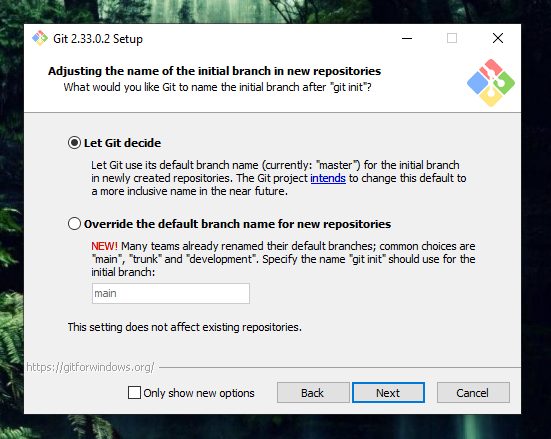 Git 2.33.0.2 Setup
Adjusting the name of the initial branch in new repositories
What would you like Git to name the initial branch after "git init"?
Let Git decide
Let Git use its default branch name (currently: "master") for the initial branch
in newly created repositories. The Git project intends to change this default to
a more inclusive name in the near future.
Override the default branch name for new repositories
NEW! Many teams already renamed their default branches; common choices are
"main", "trunk" and "development". Specify the name "git init" should use for the
initial branch:
main
This setting does not affect existing repositories.
https://gitforwindows.org/
Only show new options
Back
Next
Cancel